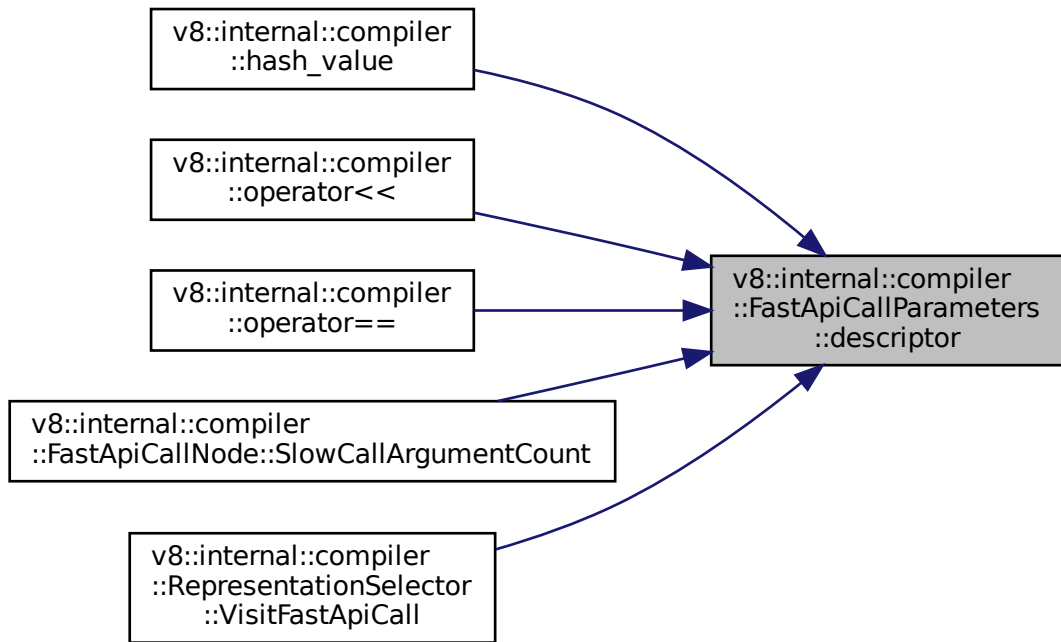 v8::internal::compiler
::hash_value
v8::internal::compiler
::operator<<
v8::internal::compiler
::operator==
v8::internal::compiler
::FastApiCallNode::SlowCallArgumentCount
v8::internal::compiler
::RepresentationSelector
::VisitFastApiCall
v8::internal::compiler
::FastApiCallParameters
::descriptor